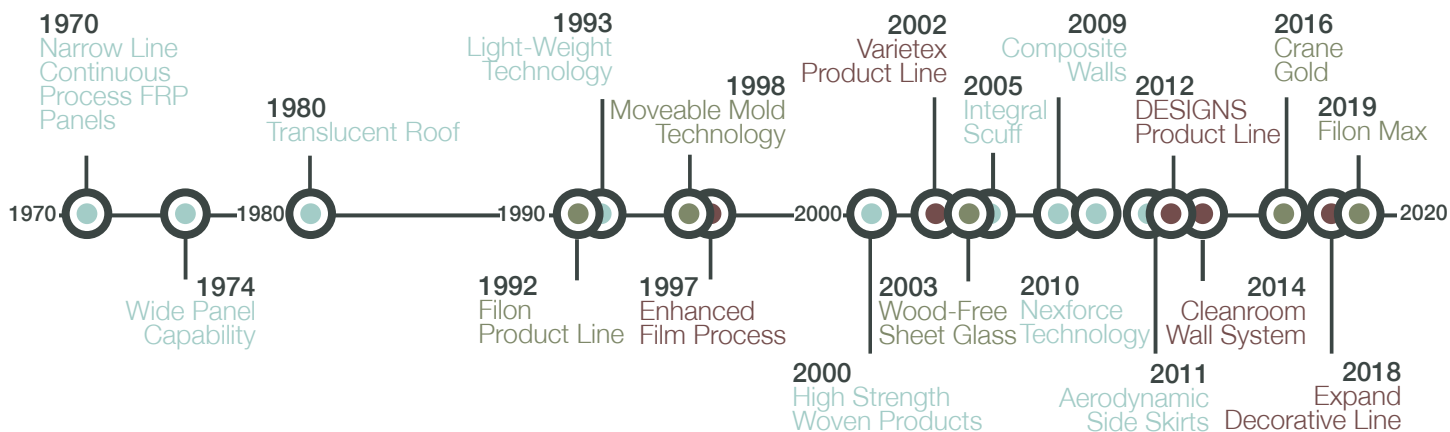 1970
Narrow Line
Continuous
Process FRP
Panels
1980
Translucent Roof
1993
Light-Weight
Technology
1998
Moveable Mold
Technology
2002
Varietex
Product Line
2005
Integral
Scuff
2009
Composite
Walls
2012
DESIGNS
Product Line
2016
Crane
Gold
2019
Filon Max
1970
1980
1990
2000
2020
1974
Wide Panel
Capability
1992
Filon
Product Line
1997
Enhanced
Film Process
2000
High Strength
Woven Products
2003
Wood-Free
Sheet Glass
2010
Nexforce
Technology
2011
Aerodynamic
Side Skirts
2014
Cleanroom
Wall System
2018
Expand
Decorative Line